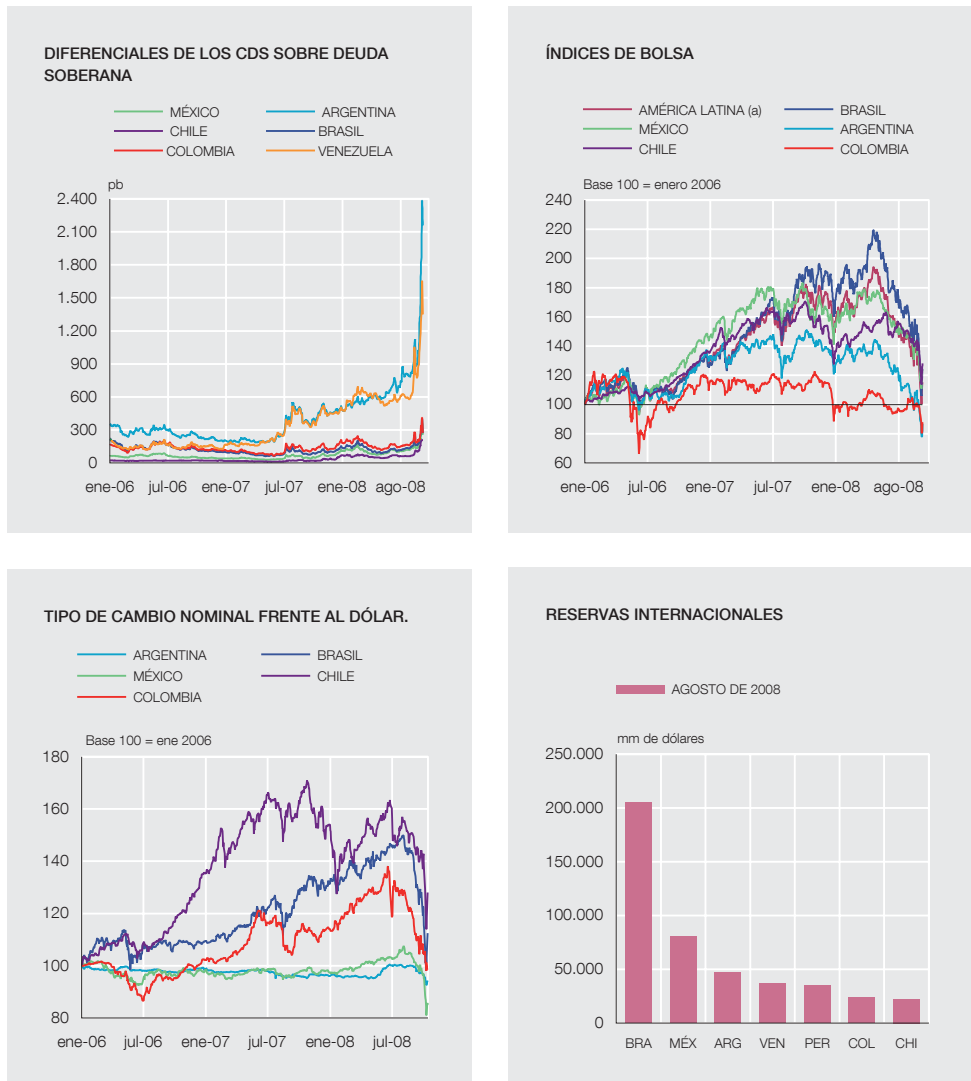 DIFERENCIALES DE LOS CDS SOBRE DEUDA
SOBERANA
MÉXICO ARGENTINA
CHILE BRASIL
COLOMBIA VENEZUELA
pb
2.400
2.100
1.800
1.500
1.200
900
600
300
0
ene-06 jul-06 ene-07 jul-07 ene-08 ago-08
ÍNDICES DE BOLSA
AMÉRICA LATINA (a) BRASIL
MÉXICO ARGENTINA
CHILE COLOMBIA
Base 100 = enero 2006
240
220
200
180
160
140
120
100
80
60
ene-06 jul-06 ene-07 jul-07 ene-08 ago-08
TIPO DE CAMBIO NOMINAL FRENTE AL DÓLAR.
ARGENTINA BRASIL
MÉXICO CHILE
COLOMBIA
Base 100 = ene 2006
180
160
140
120
100
80
ene-06 jul-06 ene-07 jul-07 ene-08 jul-08
RESERVAS INTERNACIONALES
AGOSTO DE 2008
mm de dólares
250.000
200.000
150.000
100.000
50.000
0
BRA MÉX ARG VEN PER COL CHI